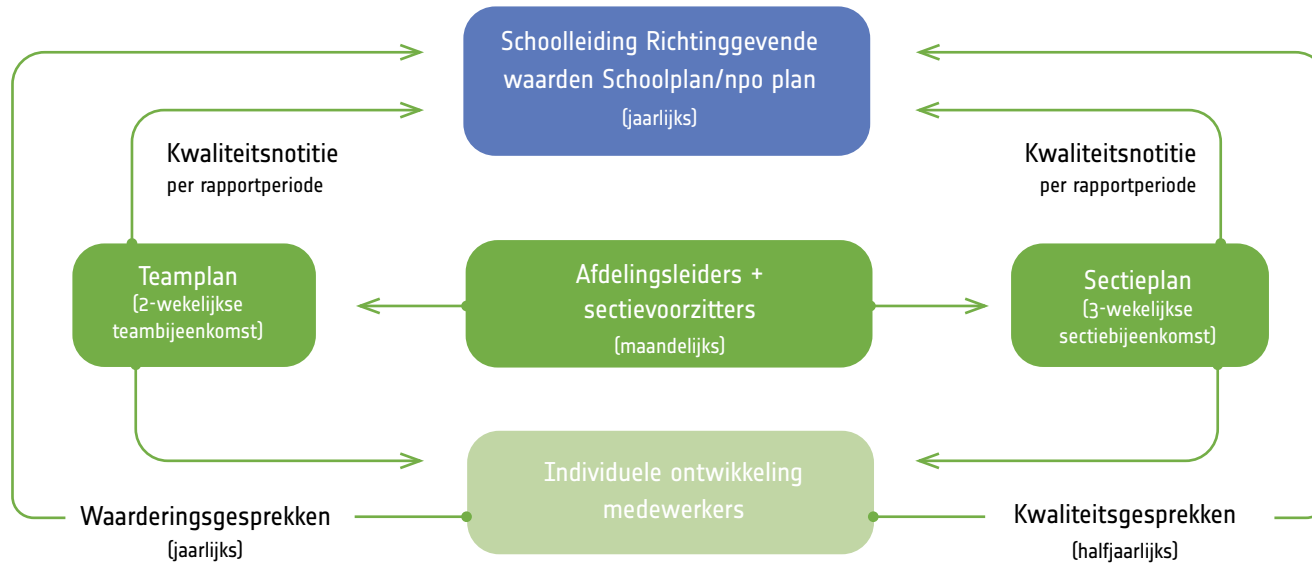 Schoolleiding Richtinggevende
waarden Schoolplan/npo plan
(jaarlijks)
Kwaliteitsnotitie
per rapportperiode
Kwaliteitsnotitie
per rapportperiode
Teamplan
(2-wekelijkse
teambijeenkomst)
Afdelingsleiders +
sectievoorzitters
(maandelijks)
Sectieplan
(3-wekelijkse
sectiebijeenkomst)
Individuele ontwikkeling
medewerkers
Waarderingsgesprekken
(jaarlijks)
Kwaliteitsgesprekken
(halfjaarlijks)